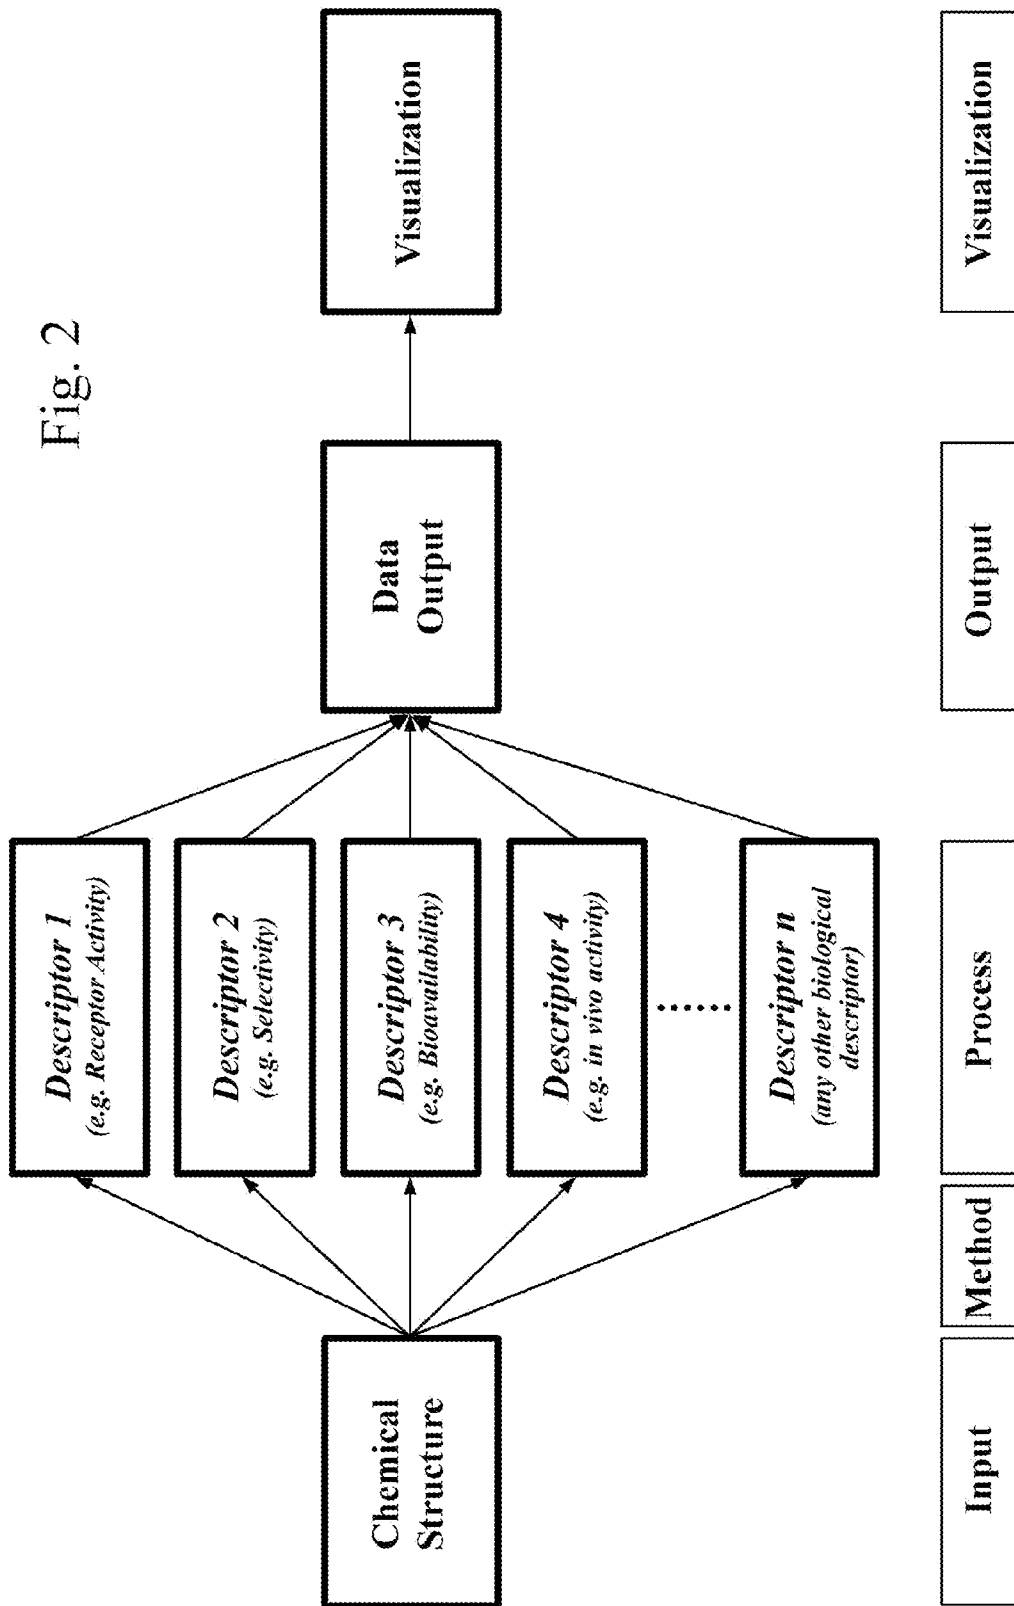 Fig. 2
Chemical
Structure
Descriptor 1
(e.g. Receptor Activity)
Descriptor 2
(e.g. Selectivity)
Descriptor 3
(e.g. Bioavailability)
Descriptor 4
(e.g. in vivo activity)
Descriptor n
(any other biological
descriptor)
Data
Output
Visualization
Input
Method
Process
Output
Visualization